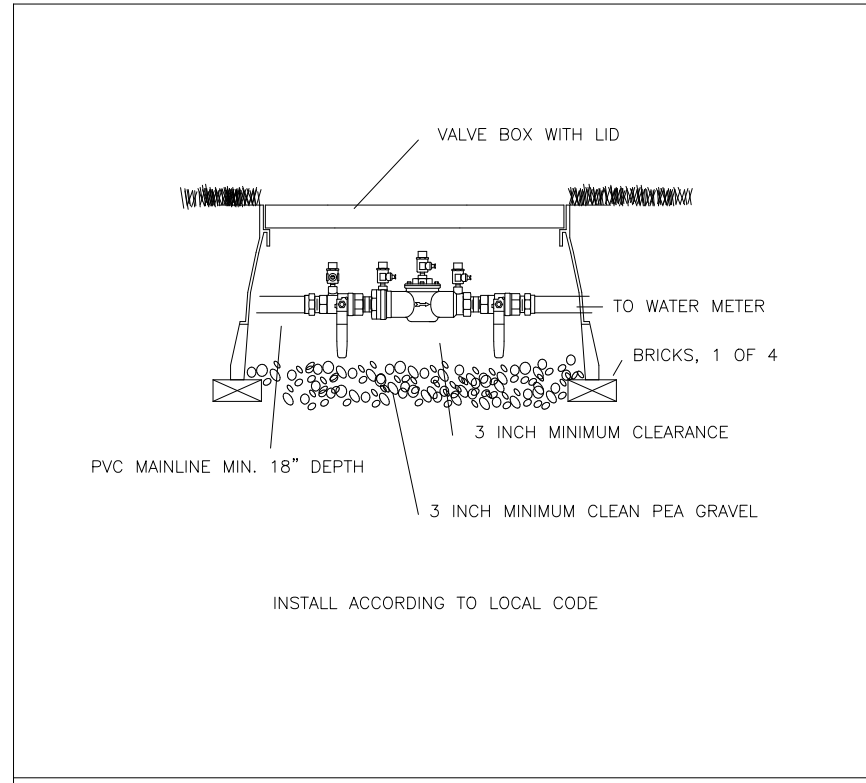 VALVE BOX WITH LID
TO WATER METER
BRICKS, 1 OF 4
3 INCH MINIMUM CLEARANCE
PVC MAINLINE MIN. 18" DEPTH
3 INCH MINIMUM CLEAN PEA GRAVEL
INSTALL ACCORDING TO LOCAL CODE